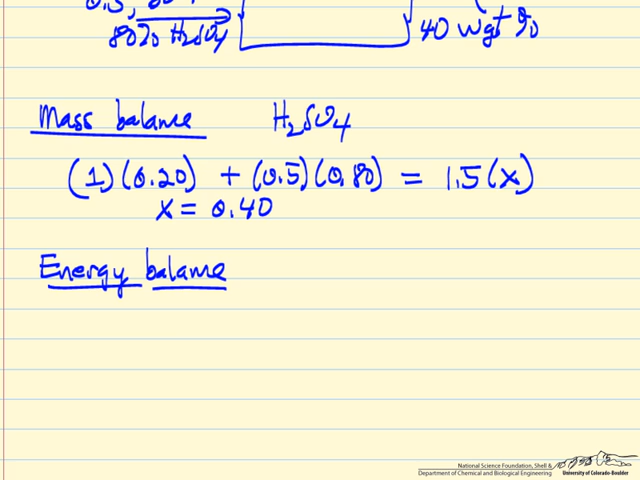 80% H2SO4
40 wgt %
Mass balance H2SO4
(1)(0.20) + (0.5)(0.80) = 1.5(x)
x = 0.40
Energy balance
National Science Foundation, Shell &
Department of Chemical and Biological Engineering
University of Colorado-Boulder